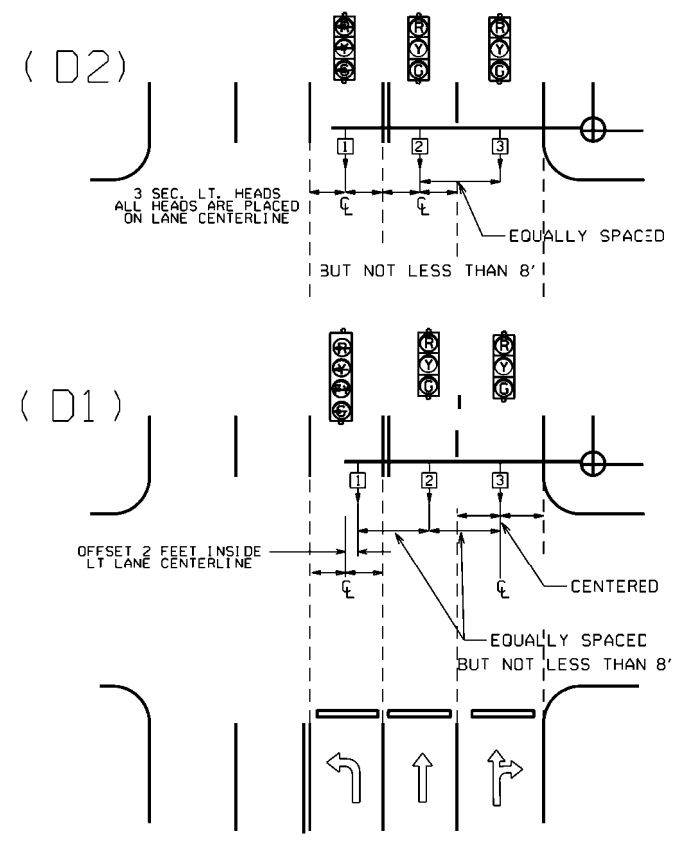 R R R
Y Y Y
G G G
( D2 )
1 2 3
3 SEC. LT. HEADS
ALL HEADS ARE PLACED
ON LANE CENTERLINE
CL CL
EQUALLY SPACED
BUT NOT LESS THAN 8'
R R R
Y Y Y
G G
G
( D1 )
1 2 3
OFFSET 2 FEET INSIDE
LT LANE CENTERLINE
CL CL
CENTERED
EQUALLY SPACED
BUT NOT LESS THAN 8'